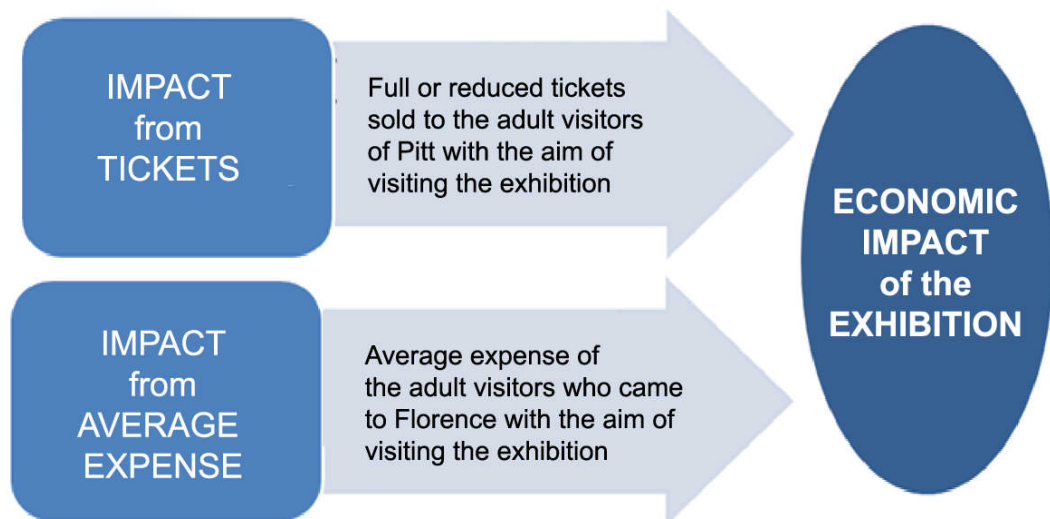 IMPACT
from
TICKETS
Full or reduced tickets
sold to the adult visitors
of Pitt with the aim of
visiting the exhibition
IMPACT
from
AVERAGE
EXPENSE
Average expense of
the adult visitors who came
to Florence with the aim of
visiting the exhibition
ECONOMIC
IMPACT
of the
EXHIBITION